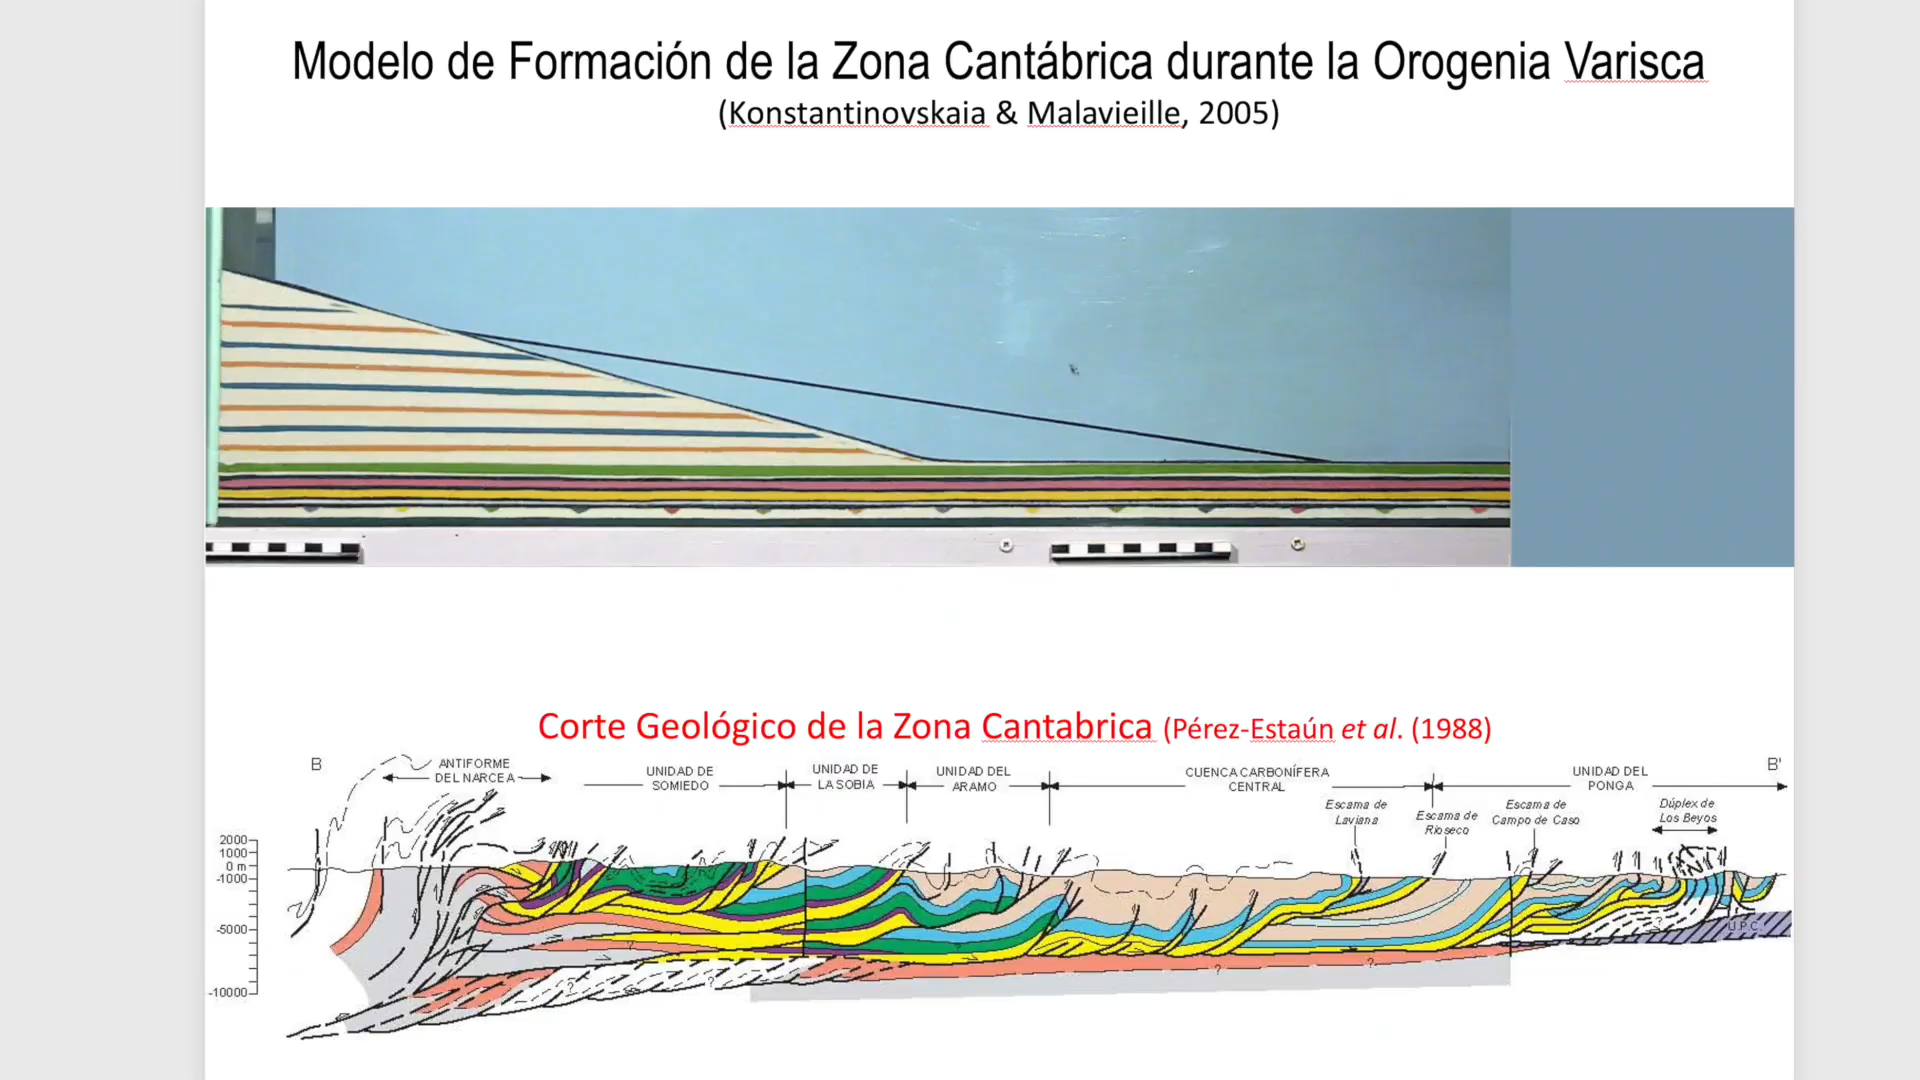 Modelo de Formación de la Zona Cantábrica durante la Orogenia Varisca
(Konstantinovskaia & Malavieille, 2005)
Corte Geológico de la Zona Cantabrica (Pérez-Estaún et al. (1988)
B
ANTIFORME
DEL NARCEA
UNIDAD DE
SOMIEDO
UNIDAD DE
LA SOBIA
UNIDAD DEL
ARAMO
CUENCA CARBONÍFERA
CENTRAL
UNIDAD DEL
PONGA
B'
Escama de
Laviana
Escama de
Rioseco
Escama de
Campo de Caso
Dúplex de
Los Beyos
2000
1000
0 m
-1000
-5000
-10000
?
?
?
?
?
?
?
U.P.C.